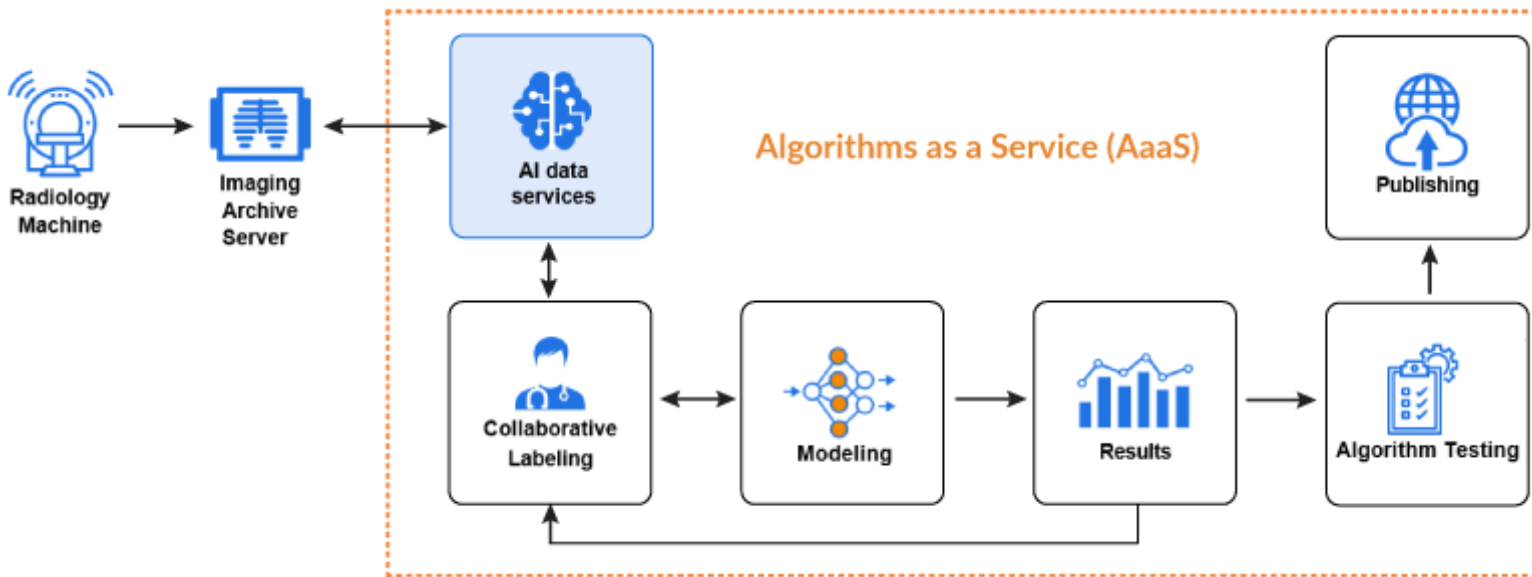 Radiology
Machine
Imaging
Archive
Server
AI data
services
Algorithms as a Service (AaaS)
Publishing
Collaborative
Labeling
Modeling
Results
Algorithm Testing